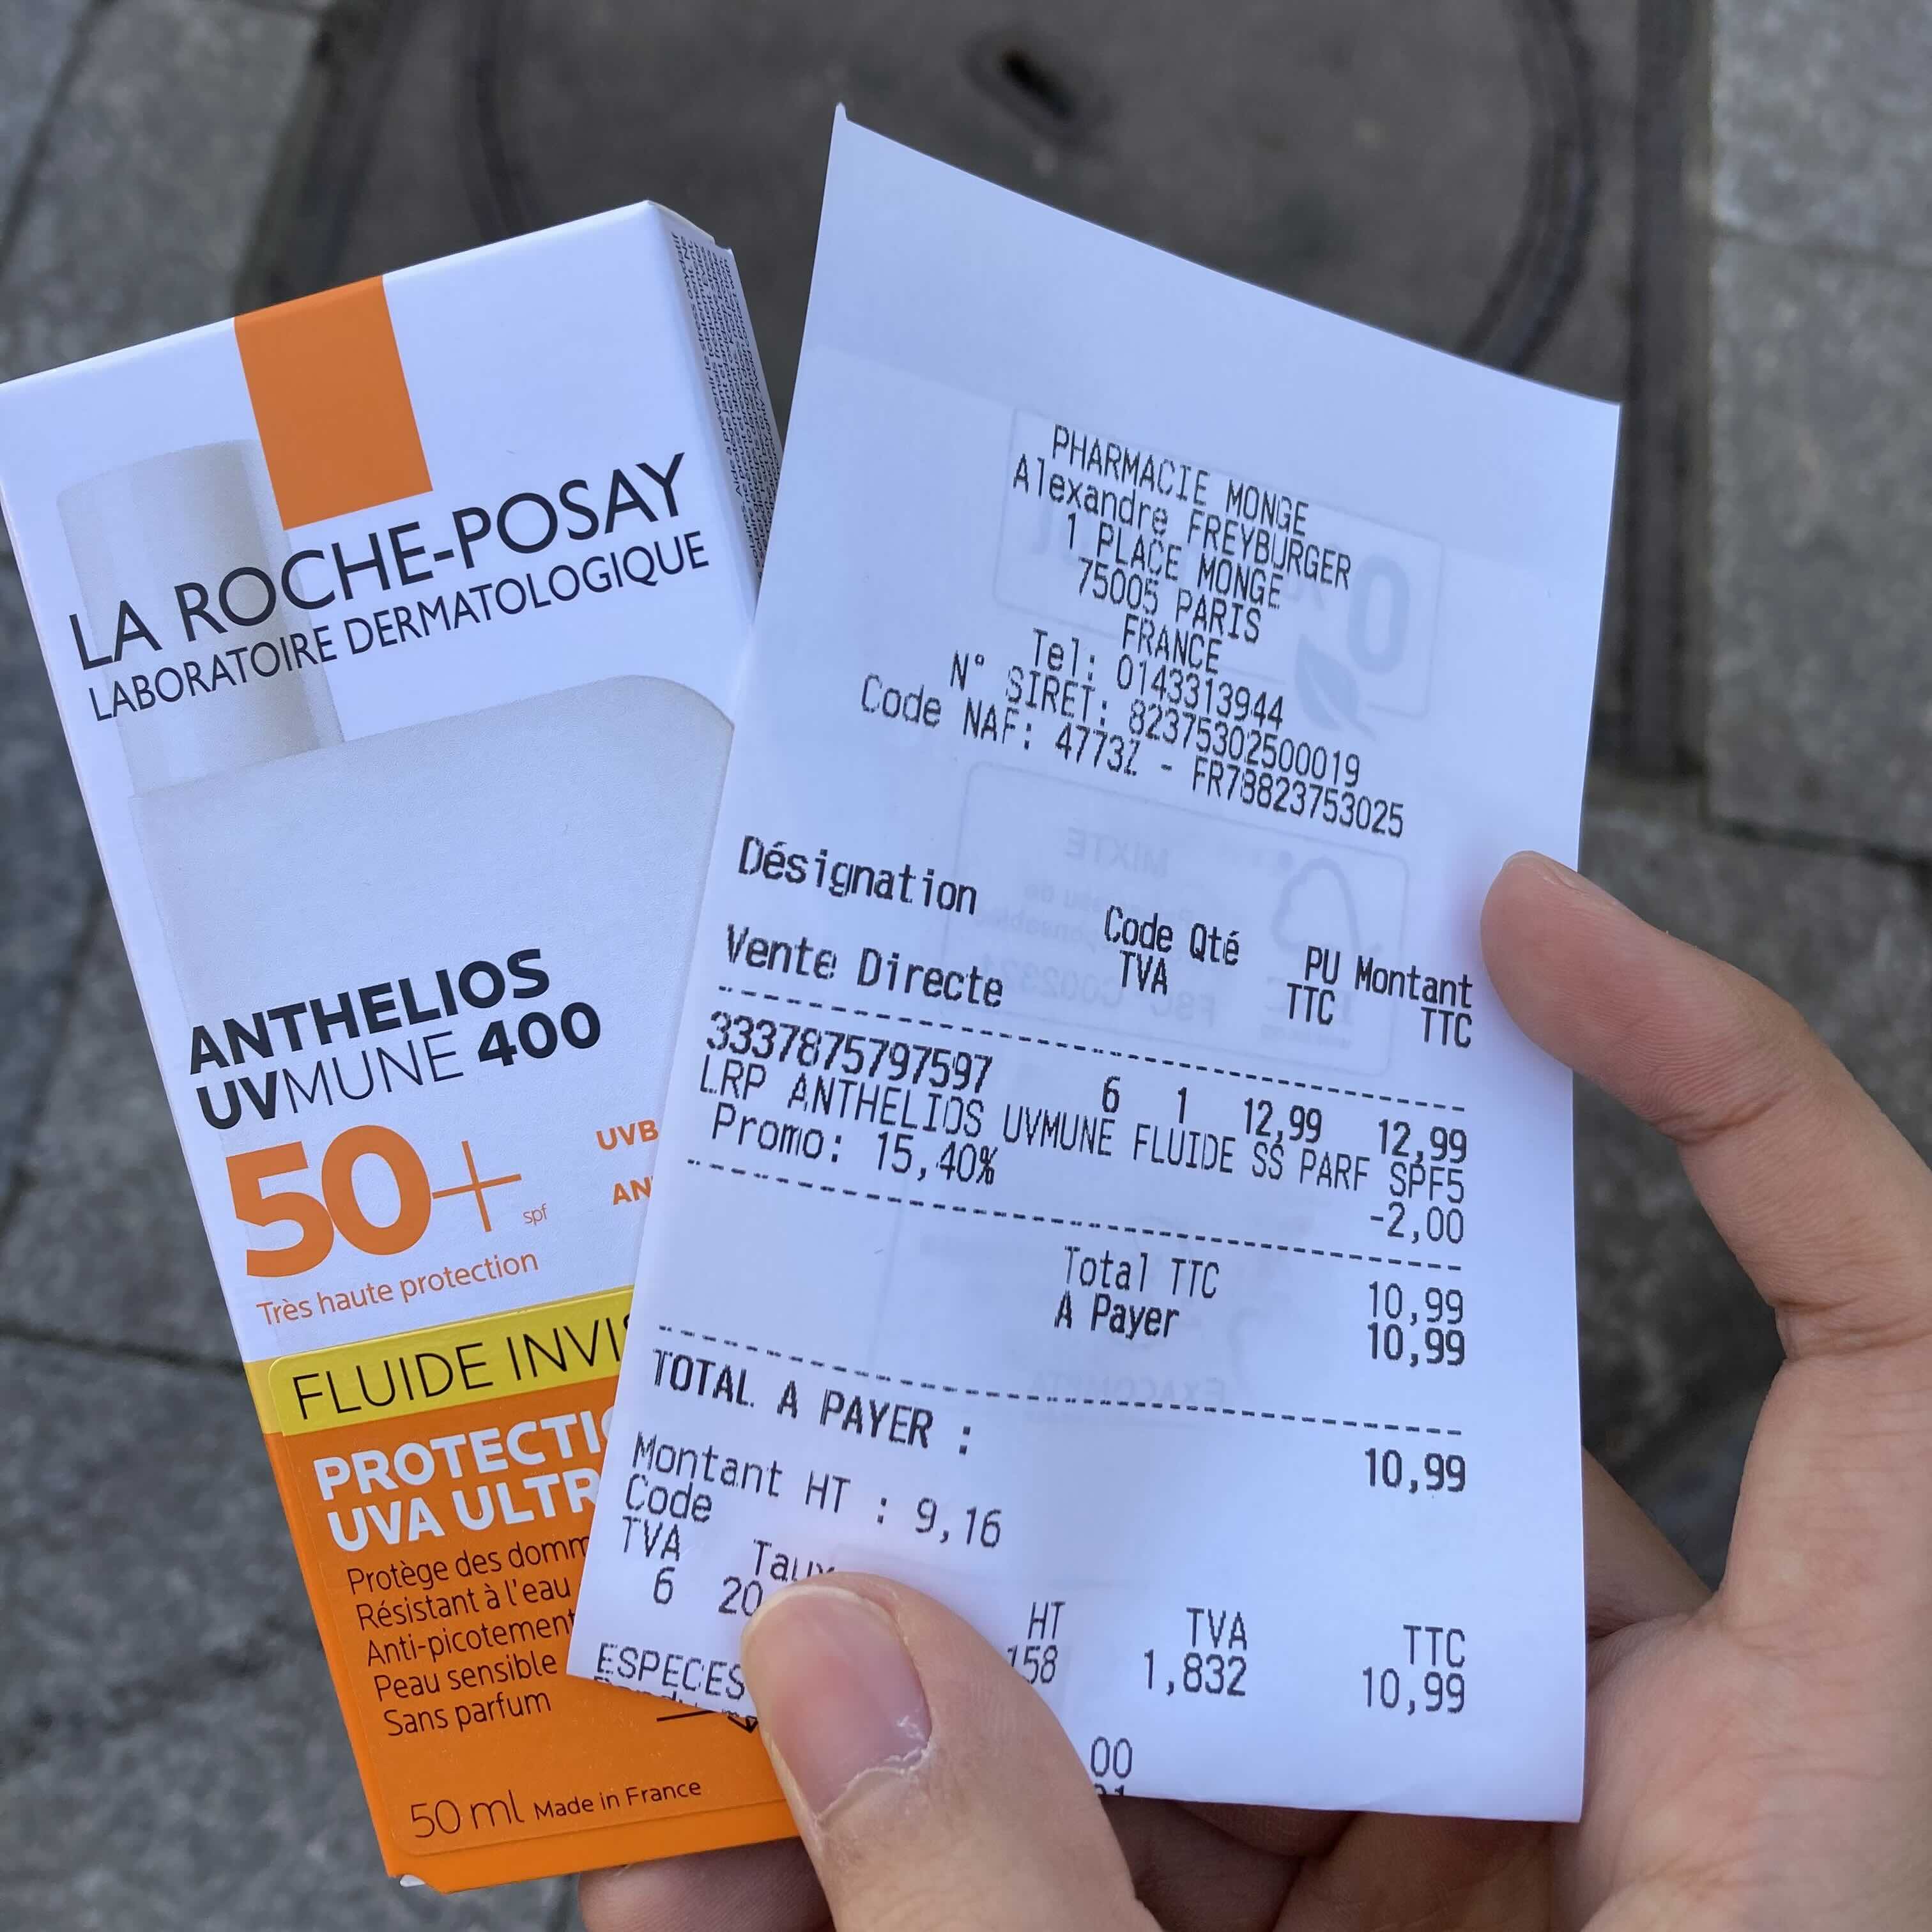 LA ROCHE-POSAY
LABORATOIRE DERMATOLOGIQUE
ANTHELIOS
UVMUNE 400
50+ spf
UVB
Très haute protection
FLUIDE
UVA
Protège des
Résistant à l'eau
Anti-picotement
Peau sensible
Sans parfum
50 ml Made in France
PHARMACIE MONGE
Alexandre FREYBURGER
1 PLACE MONGE
75005 PARIS
FRANCE
Tel: 0143313944
N° SIRET: 82375302500019
Code NAF: 4773Z - FR78823753025
Désignation Code Qté PU Montant
TVA TTC TTC
Vente Directe
3337875797597 6 1 12,99 12,99
LRP ANTHELIOS UVMUNE FLUIDE SS PARF SPF5
Promo: 15,40% -2,00
Total TTC 10,99
A Payer 10,99
TOTAL A PAYER : 10,99
Montant HT : 9,16
Code
TVA Taux HT TVA TTC
6 20 158 1,832 10,99
ESPECES 00